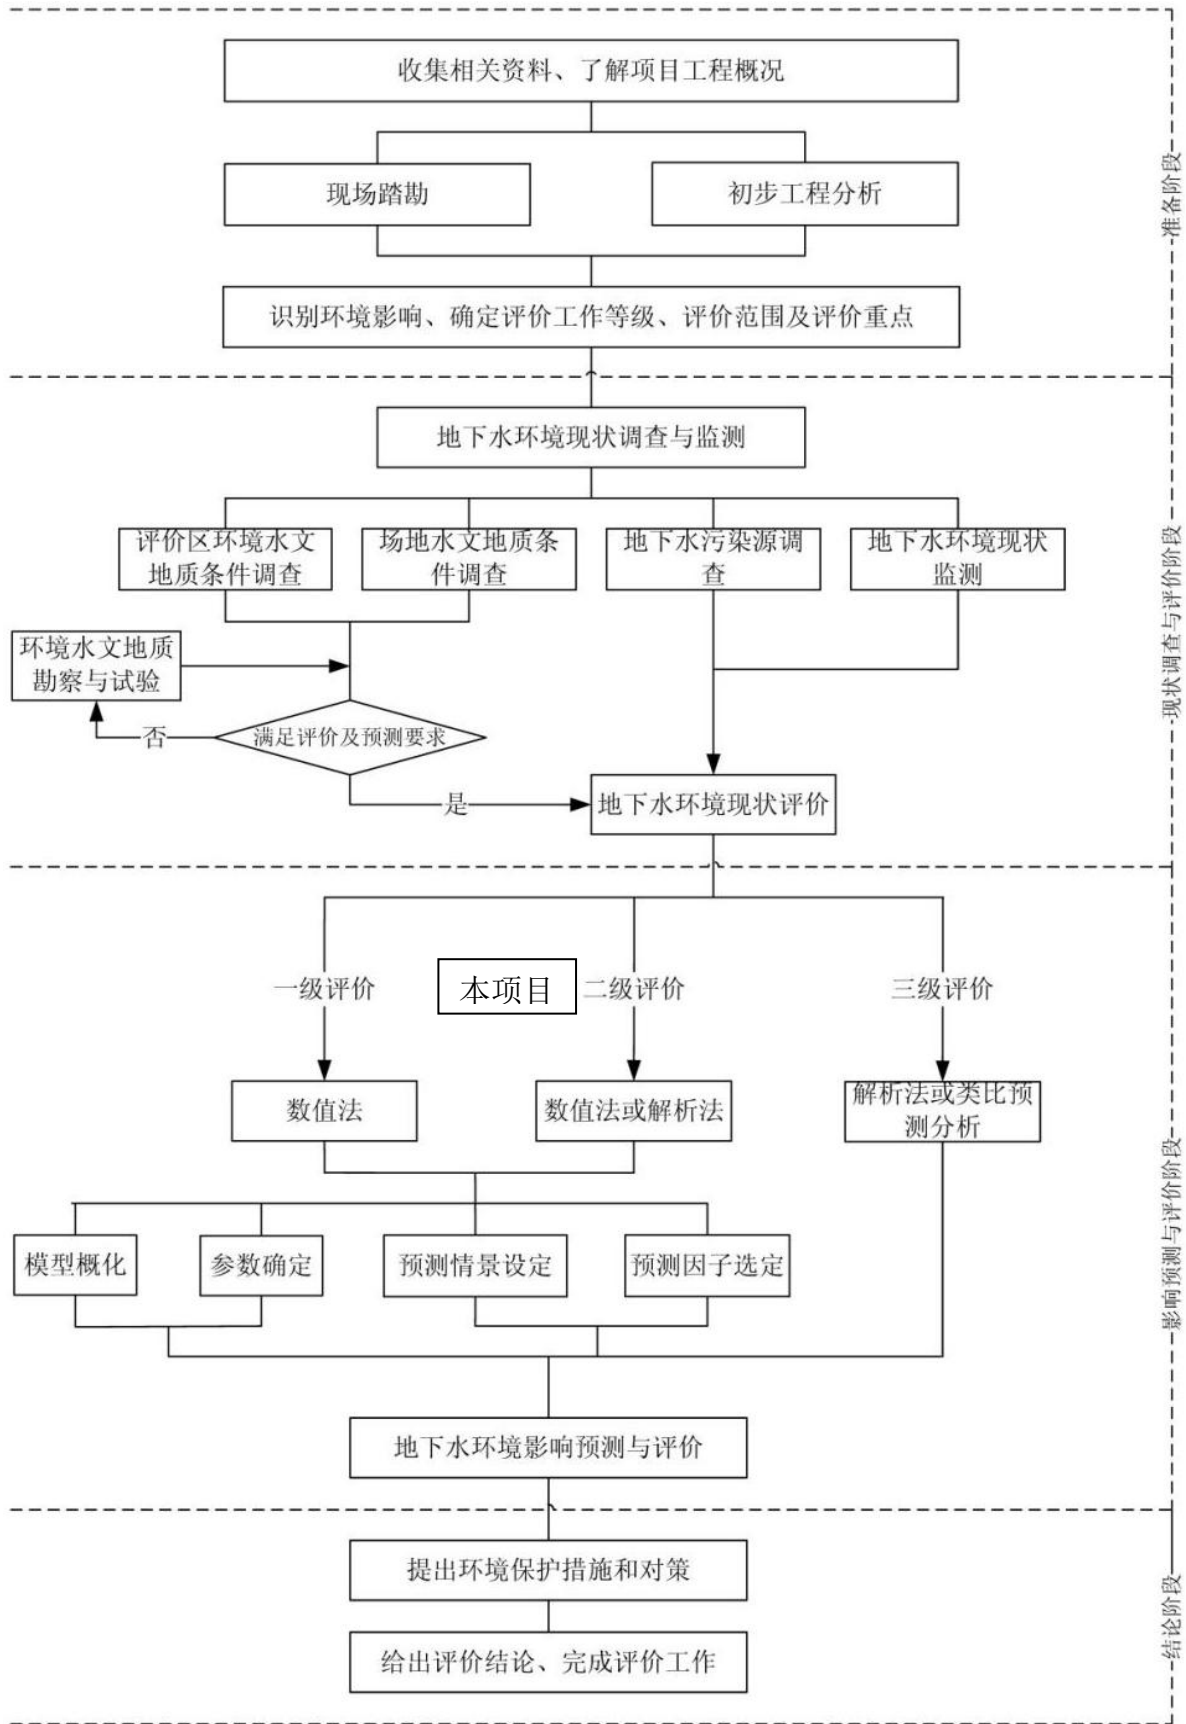 收集相关资料、了解项目工程概况
现场踏勘
初步工程分析
识别环境影响、确定评价工作等级、评价范围及评价重点
准备阶段
地下水环境现状调查与监测
评价区环境水文
地质条件调查
场地水文地质条
件调查
地下水污染源调
查
地下水环境现状
监测
环境水文地质
勘察与试验
否
满足评价及预测要求
是
地下水环境现状评价
现状调查与评价阶段
一级评价
本项目
二级评价
三级评价
数值法
数值法或解析法
解析法或类比预
测分析
模型概化
参数确定
预测情景设定
预测因子选定
地下水环境影响预测与评价
影响预测与评价阶段
提出环境保护措施和对策
给出评价结论、完成评价工作
结论阶段